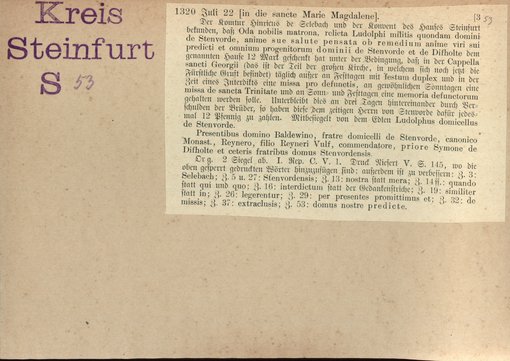 Kreis
Steinfurt
S 53
1320 Juli 22 [in die sancte Marie Magdalene]. [3 53
Der Komtur Hinricus de Selebach und der Konvent des Hauses Steinfurt
bekunden, daß Oda nobilis matrona, relicta Ludolphi militis quondam domini
de Stenvorde, anime sue salute pensata ob remedium anime viri sui
predicti et omnium progenitorum dominii de Stenvorde et de Difholte dem
genannten Hause 12 Mark geschenkt hat unter der Bedingung, daß in der Cappella
sancti Georgii (das ist der Teil der großen Kirche, in welchem sich noch jetzt die
Fürstliche Gruft befindet) täglich außer an Festtagen mit festum duplex und in der
Zeit eines Interdikts eine missa pro defunctis, an gewöhnlichen Sonntagen eine
missa de sancta Trinitate und an Sonn- und Festtagen eine memoria defunctorum
gehalten werden solle. Unterbleibt dies an drei Tagen hintereinander durch Ver-
schulden der Brüder, so haben diese dem zeitigen Herrn von Stenvorde dafür jedes-
mal 12 Pfennig zu zahlen. Mitbesiegelt von dem Edlen Ludolphus domicellus
de Stenvorde.
Presentibus domino Baldewino, fratre domicelli de Stenvorde, canonico
Monast., Reynero, filio Reyneri Vulf, commendatore, priore Symone de
Difholte et ceteris fratribus domus Stenvordensis.
Org. 2 Siegel ab. I. Rep. C. V. 1. Druck Niesert V. S. 145, wo die
oben gesperrt gedruckten Wörter hinzuzufügen sind; außerdem ist zu verbessern: Z. 3:
Selebach; Z. 5 u. 27: Stenvordensis; Z. 13: nostra statt mera; Z. 14 ff.: quando
statt qui und quo; Z. 16: interdictum statt der Gedankenstriche; Z. 19: similiter
statt in; Z. 26: legerentur; Z. 29: per presentes promittimus et; Z. 32: de
missis; Z. 37: extraclusis; Z. 53: domus nostre predicte.